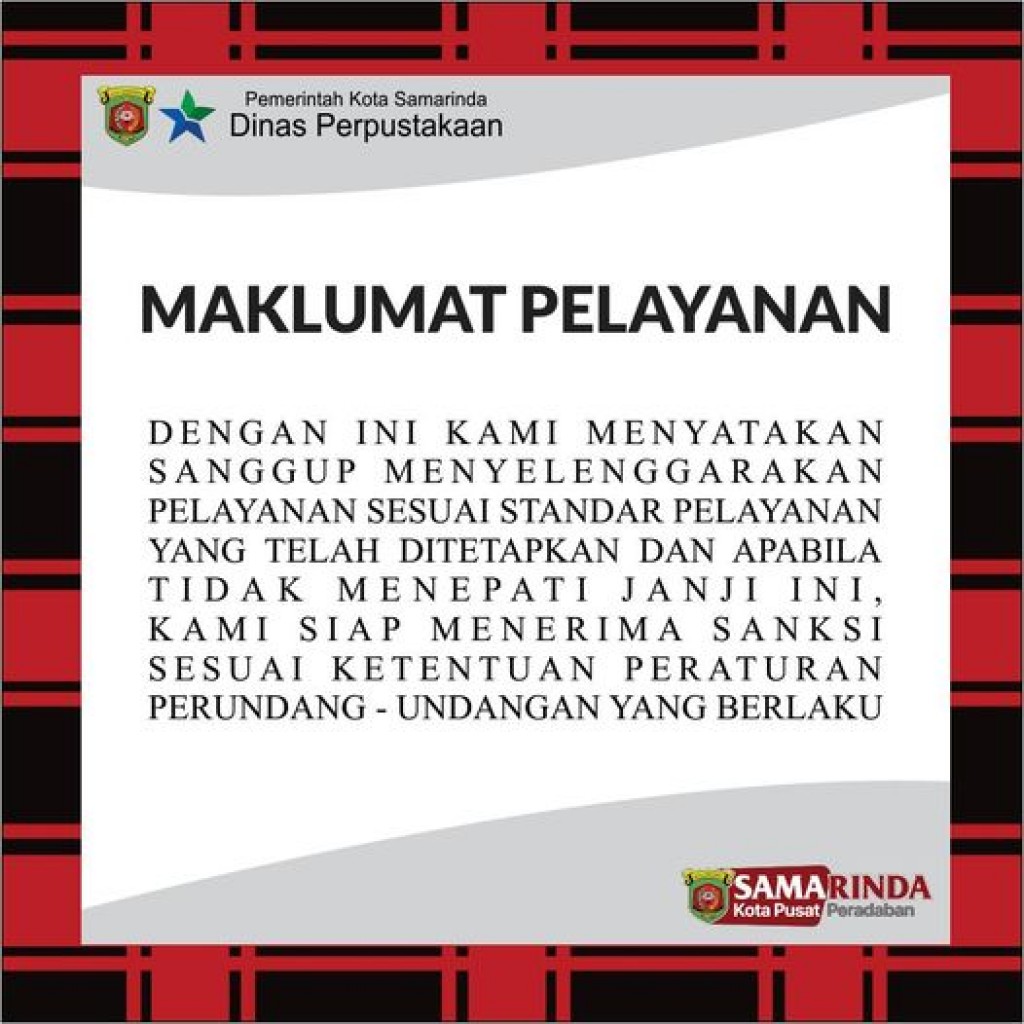 Pemerintah Kota Samarinda
Dinas Perpustakaan
MAKLUMAT PELAYANAN
DENGAN INI KAMI MENYATAKAN
SANGGUP MENYELENGGARAKAN
PELAYANAN SESUAI STANDAR PELAYANAN
YANG TELAH DITETAPKAN DAN APABILA
TIDAK MENEPATI JANJI INI,
KAMI SIAP MENERIMA SANKSI
SESUAI KETENTUAN PERATURAN
PERUNDANG - UNDANGAN YANG BERLAKU
SAMARINDA
Kota Pusat Peradaban